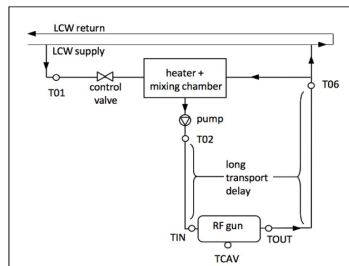 LCW return
LCW supply
heater +
mixing chamber
T01
control
valve
T06
pump
T02
long
transport
delay
TIN
RF gun
TOUT
TCAV